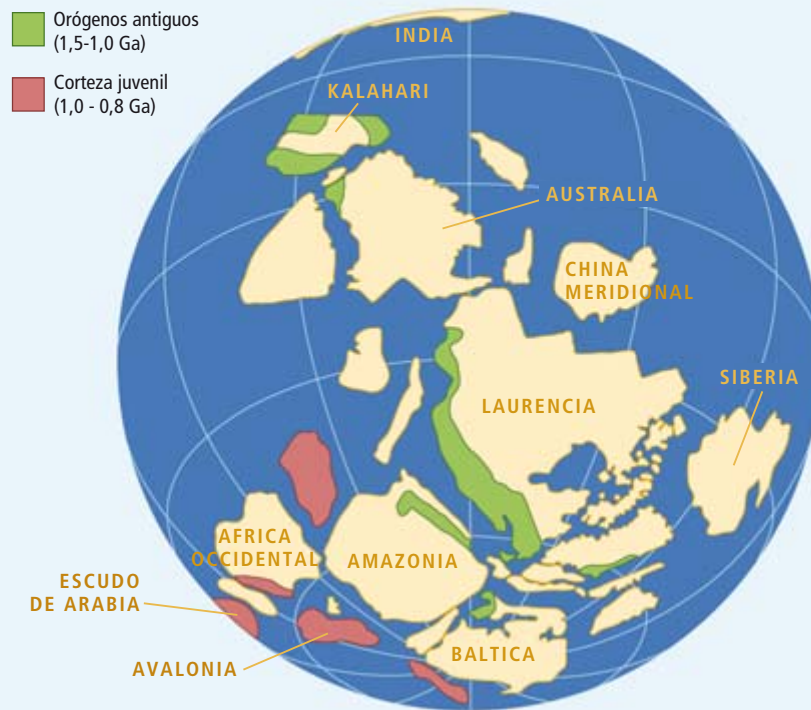 Orógenos antiguos
(1,5-1,0 Ga)
Corteza juvenil
(1,0 - 0,8 Ga)
INDIA
KALAHARI
AUSTRALIA
CHINA
MERIDIONAL
SIBERIA
LAURENCIA
AFRICA
OCCIDENTAL
AMAZONIA
ESCUDO
DE ARABIA
AVALONIA
BALTICA